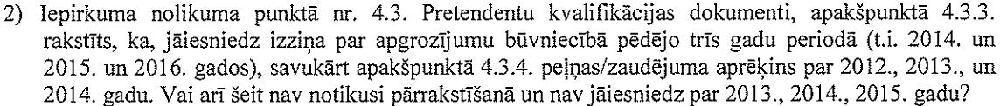 2) Iepirkuma nolikuma punktā nr. 4.3. Pretendentu kvalifikācijas dokumenti, apakšpunktā 4.3.3.
rakstīts, ka, jāiesniedz izziņa par apgrozījumu būvniecībā pēdējo trīs gadu periodā (t.i. 2014. un
2015. un 2016. gados), savukārt apakšpunktā 4.3.4. peļņas/zaudējuma aprēķins par 2012., 2013., un
2014. gadu. Vai arī šeit nav notikusi pārrakstīšanā un nav jāiesniedz par 2013., 2014., 2015. gadu?